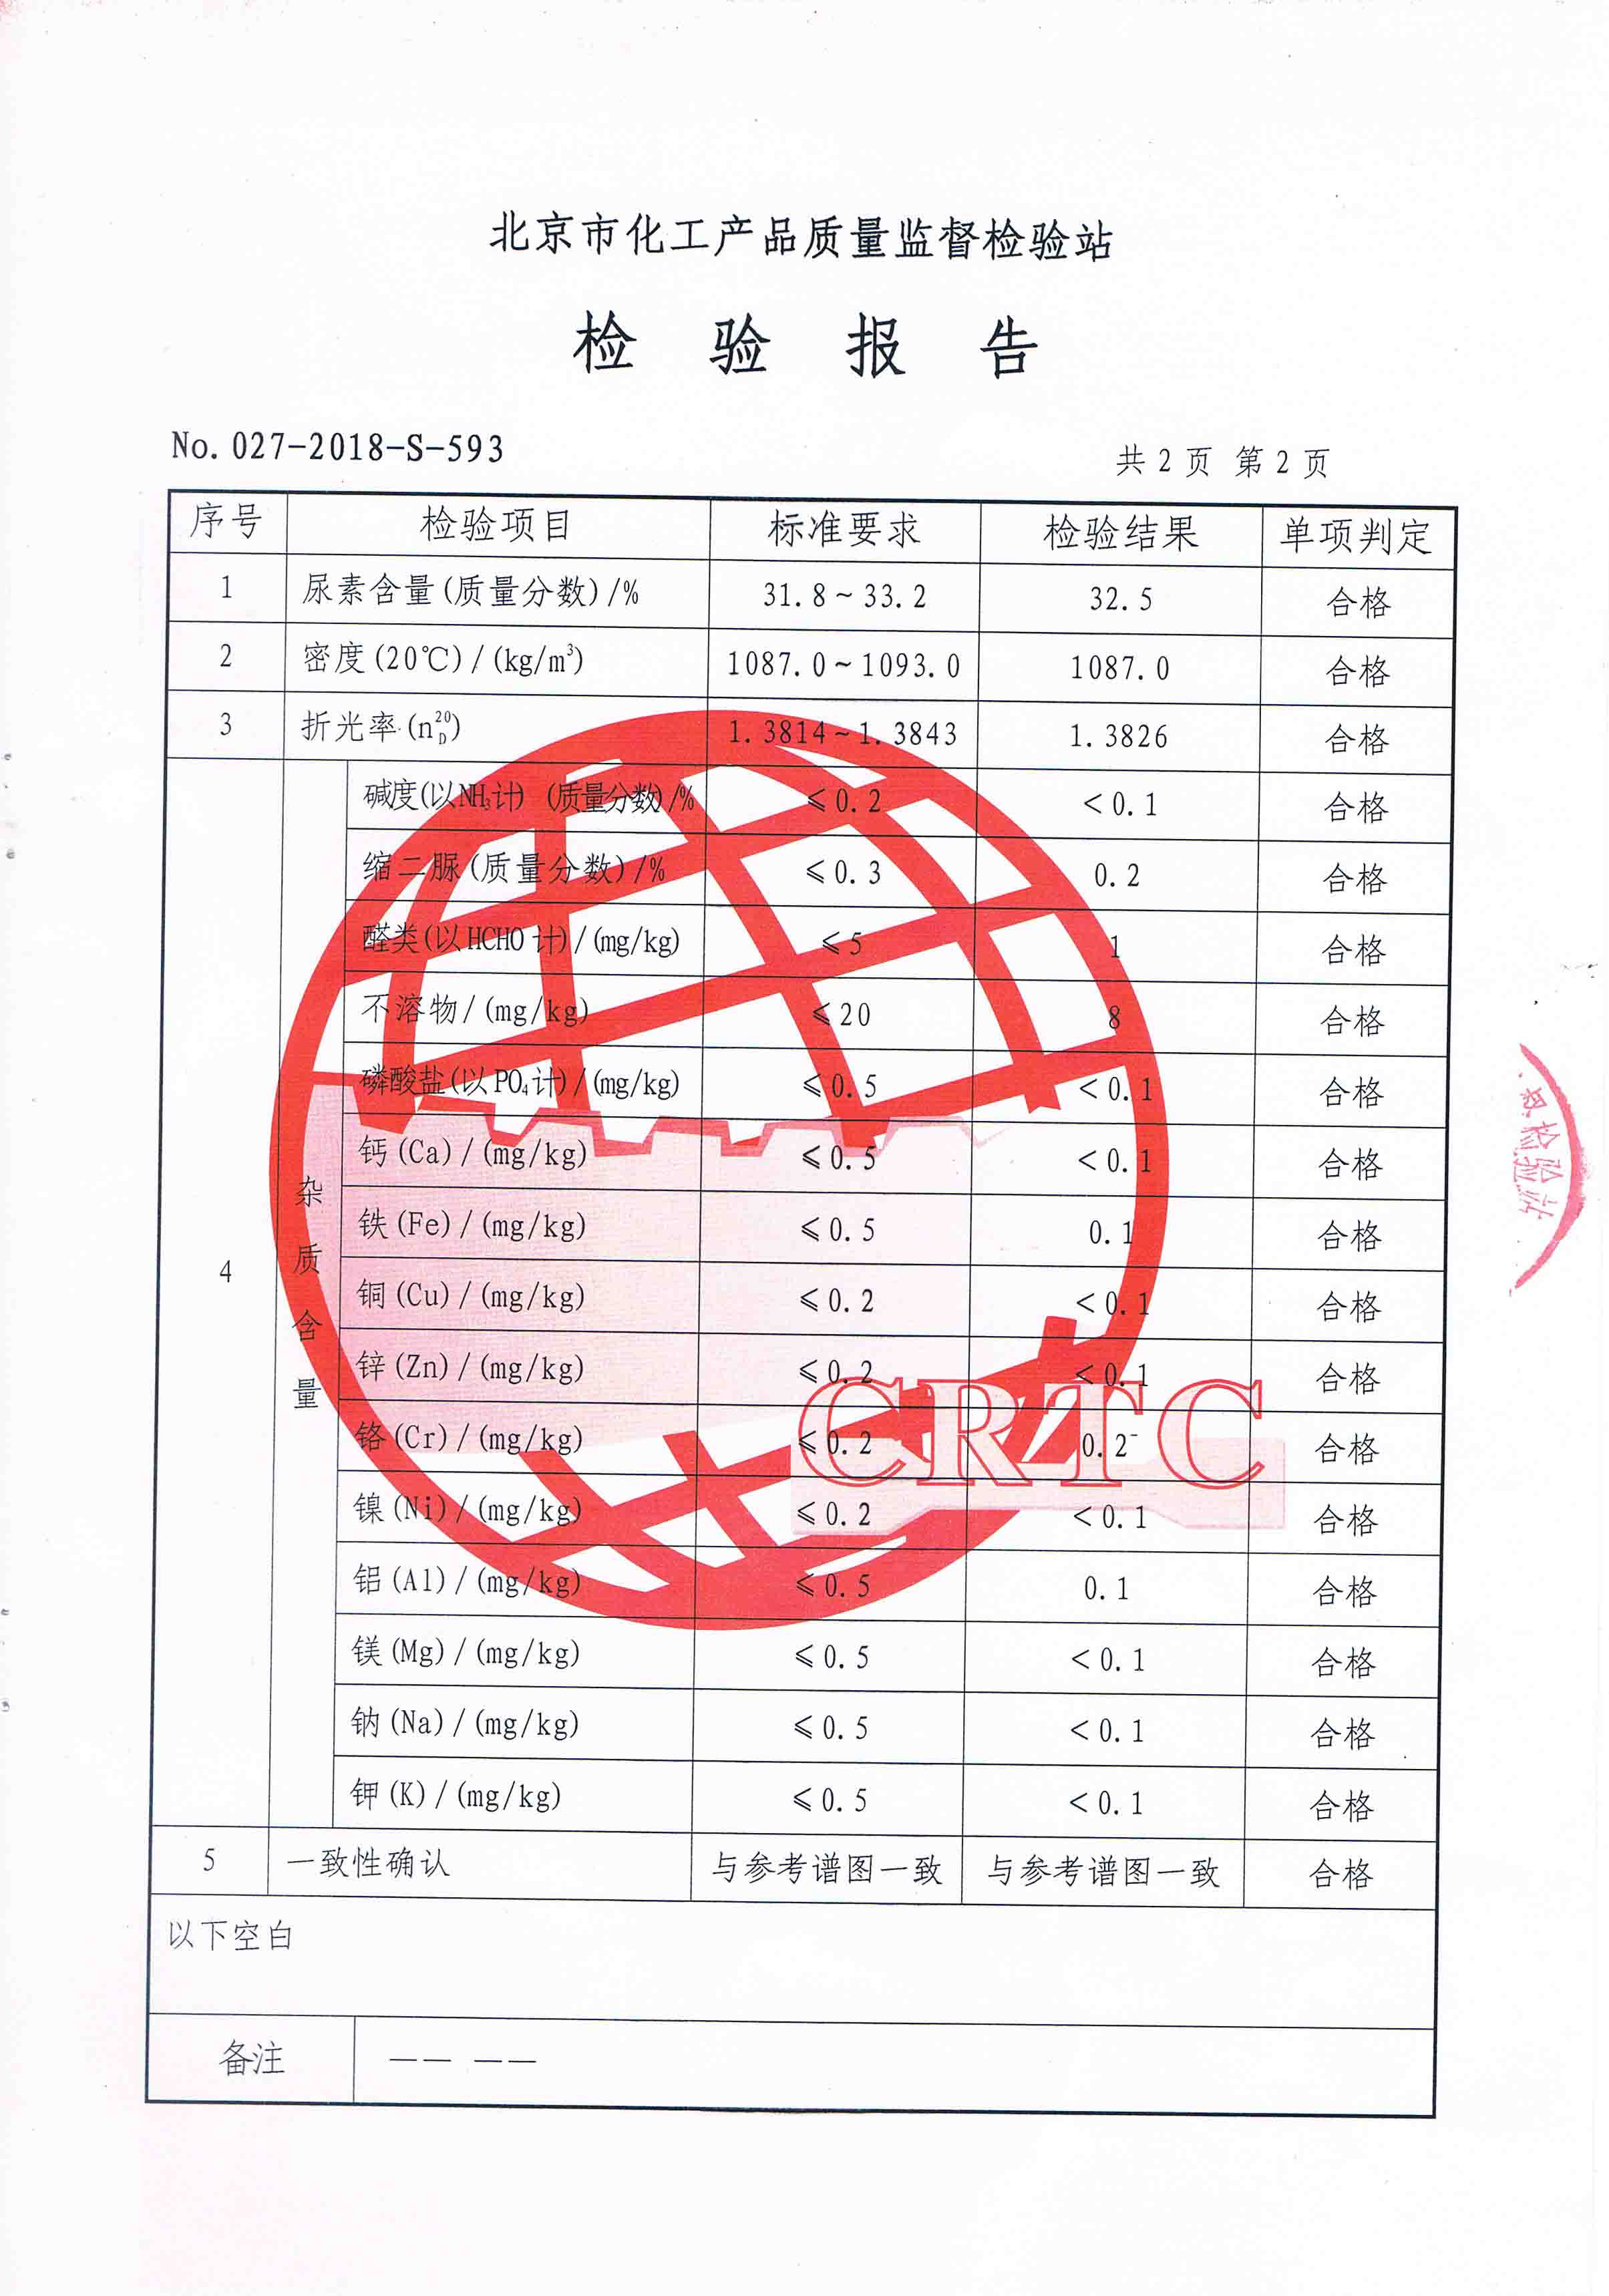 北京市化工产品质量监督检验站
检 验 报 告
No. 027-2018-S-593
共 2 页 第 2 页
序号 检验项目 标准要求 检验结果 单项判定
1 尿素含量(质量分数)/% 31.8~33.2 32.5 合格
2 密度(20℃)/(kg/m³) 1087.0~1093.0 1087.0 合格
3 折光率(n20D) 1.3814~1.3843 1.3826 合格
4 杂质含量
碱度(以NH₃计) (质量分数)/% ≤0.2 <0.1 合格
缩二脲(质量分数)/% ≤0.3 0.2 合格
醛类(以HCHO计)/(mg/kg) ≤5 1 合格
不溶物/(mg/kg) ≤20 8 合格
磷酸盐(以PO₄计)/(mg/kg) ≤0.5 <0.1 合格
钙(Ca)/(mg/kg) ≤0.5 <0.1 合格
铁(Fe)/(mg/kg) ≤0.5 0.1 合格
铜(Cu)/(mg/kg) ≤0.2 <0.1 合格
锌(Zn)/(mg/kg) ≤0.2 <0.1 合格
铬(Cr)/(mg/kg) ≤0.2 0.2 合格
镍(Ni)/(mg/kg) ≤0.2 <0.1 合格
铝(Al)/(mg/kg) ≤0.5 0.1 合格
镁(Mg)/(mg/kg) ≤0.5 <0.1 合格
钠(Na)/(mg/kg) ≤0.5 <0.1 合格
钾(K)/(mg/kg) ≤0.5 <0.1 合格
5 一致性确认 与参考谱图一致 与参考谱图一致 合格
以下空白
备注 —— ——
CRTC
检验站